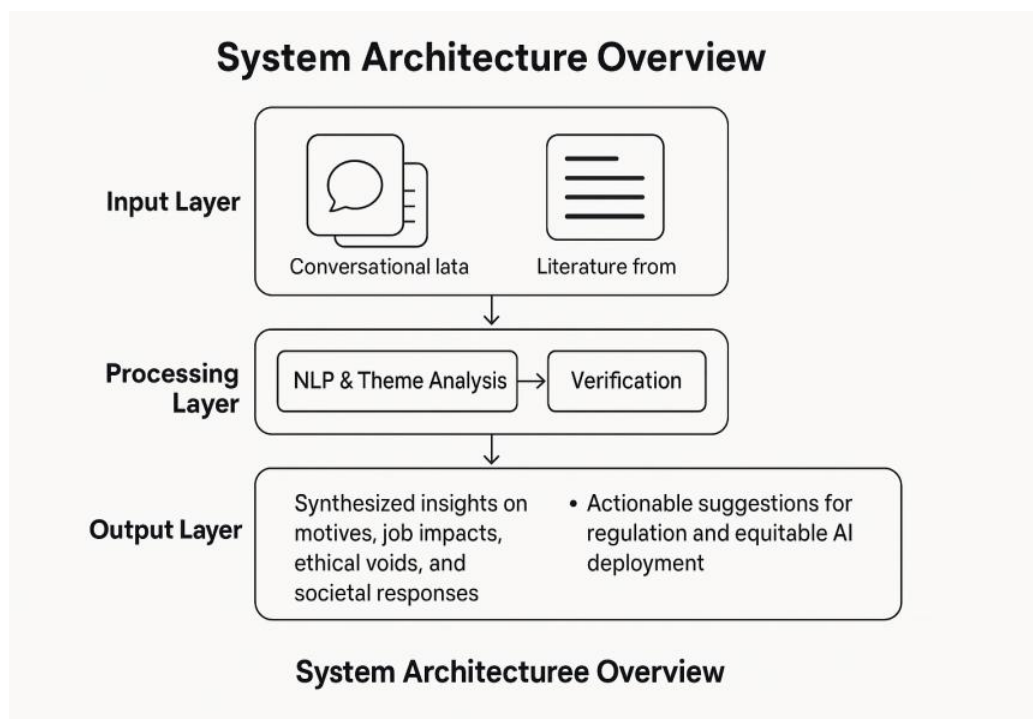 System Architecture Overview
Input Layer
Conversational lata
Literature from
Processing
Layer
NLP & Theme Analysis
Verification
Output Layer
Synthesized insights on
motives, job impacts,
ethical voids, and
societal responses
• Actionable suggestions for
regulation and equitable AI
deployment
System Architecturee Overview